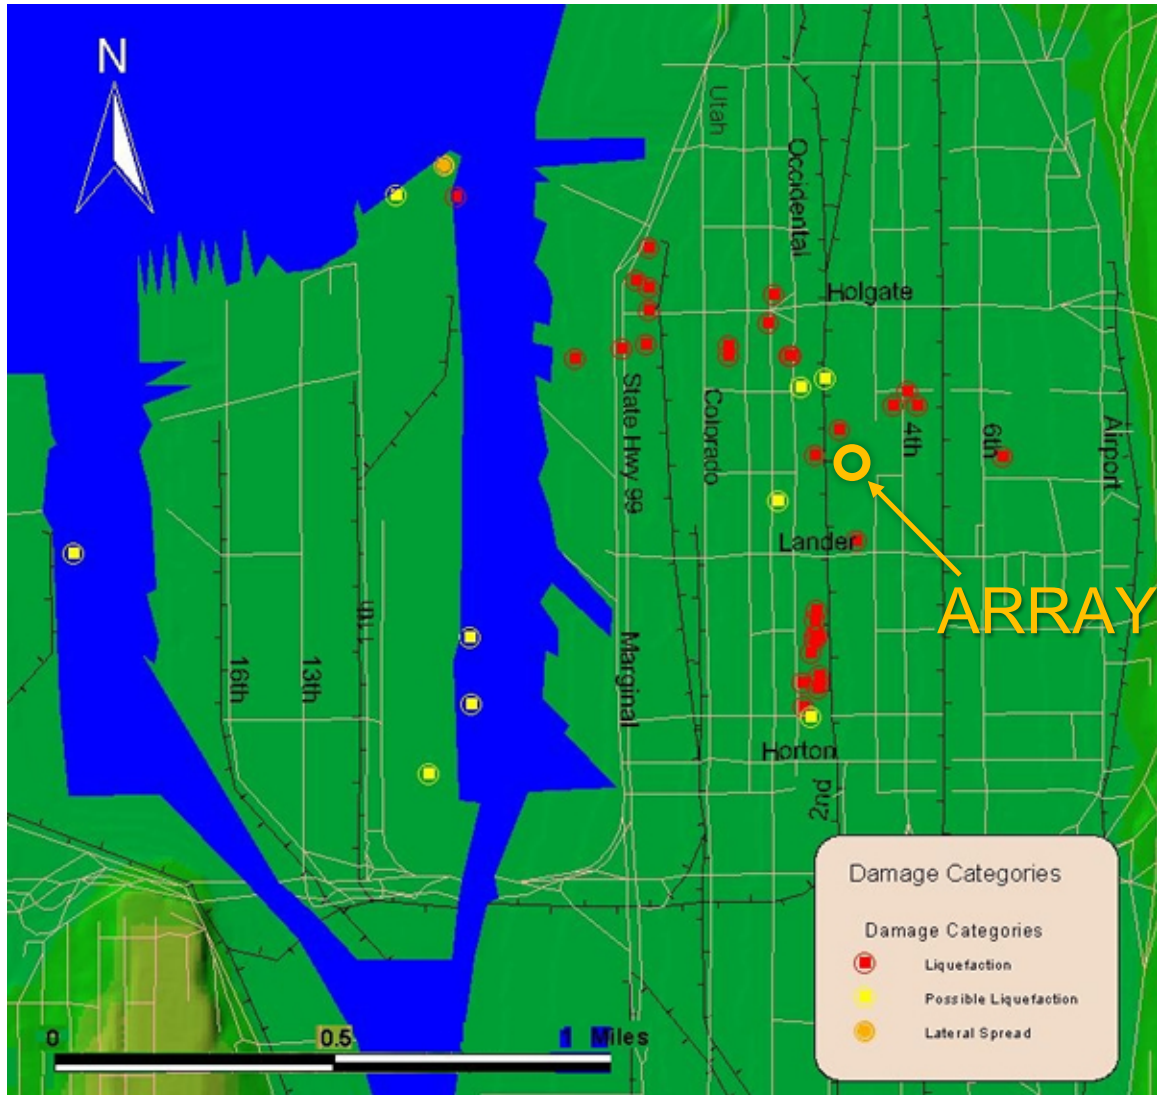 N
Utah
Occidental
Holgate
State Hwy 99
Colorado
4th
6th
Airport
Lander
ARRAY
16th
13th
11th
Marginal
Horton
2nd
Damage Categories
Damage Categories
Liquefaction
Possible Liquefaction
Lateral Spread
0 0.5 1 Miles